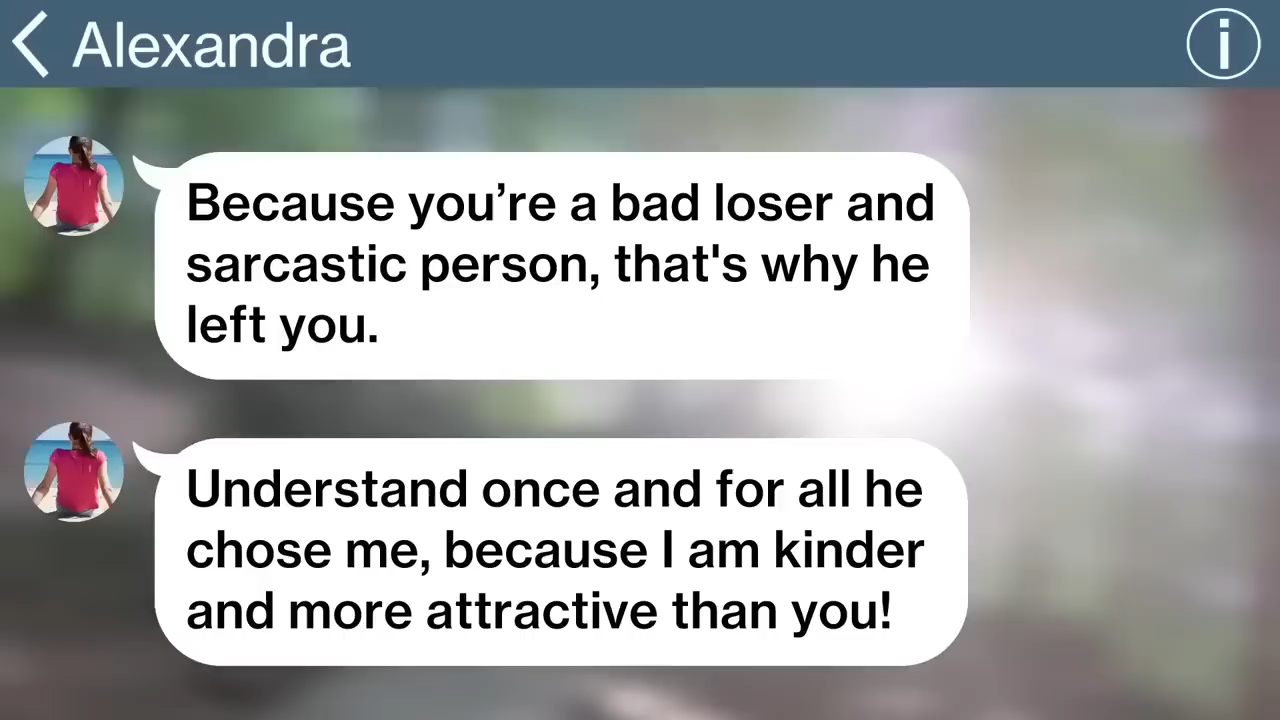 Alexandra
Because you’re a bad loser and
sarcastic person, that's why he
left you.
Understand once and for all he
chose me, because I am kinder
and more attractive than you!